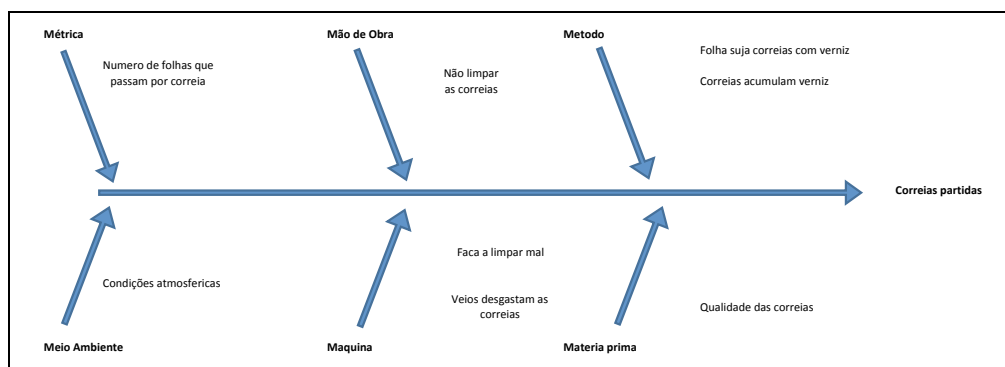 Métrica
Mão de Obra
Metodo
Numero de folhas que
passam por correia
Não limpar
as correias
Folha suja correias com verniz
Correias acumulam verniz
Correias partidas
Condições atmosfericas
Faca a limpar mal
Veios desgastam as
correias
Qualidade das correias
Meio Ambiente
Maquina
Materia prima